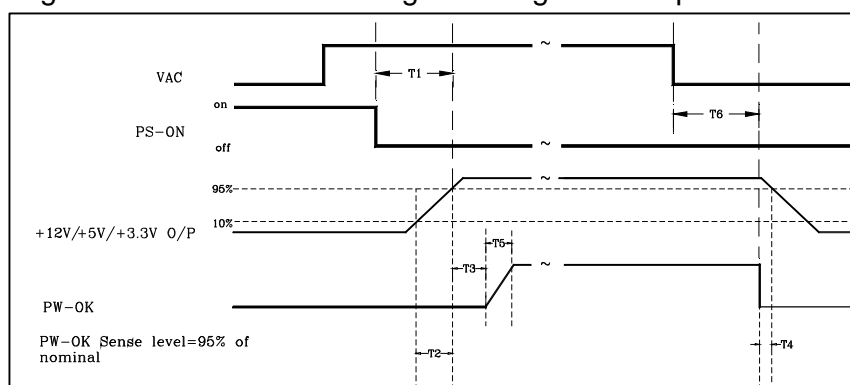 ~
VAC
T1
on
T6
PS-ON
off
~
~
95%
10%
+12V/+5V/+3.3V O/P
T5
T3
~
PW-OK
PW-OK Sense level=95% of
nominal
T2
T4